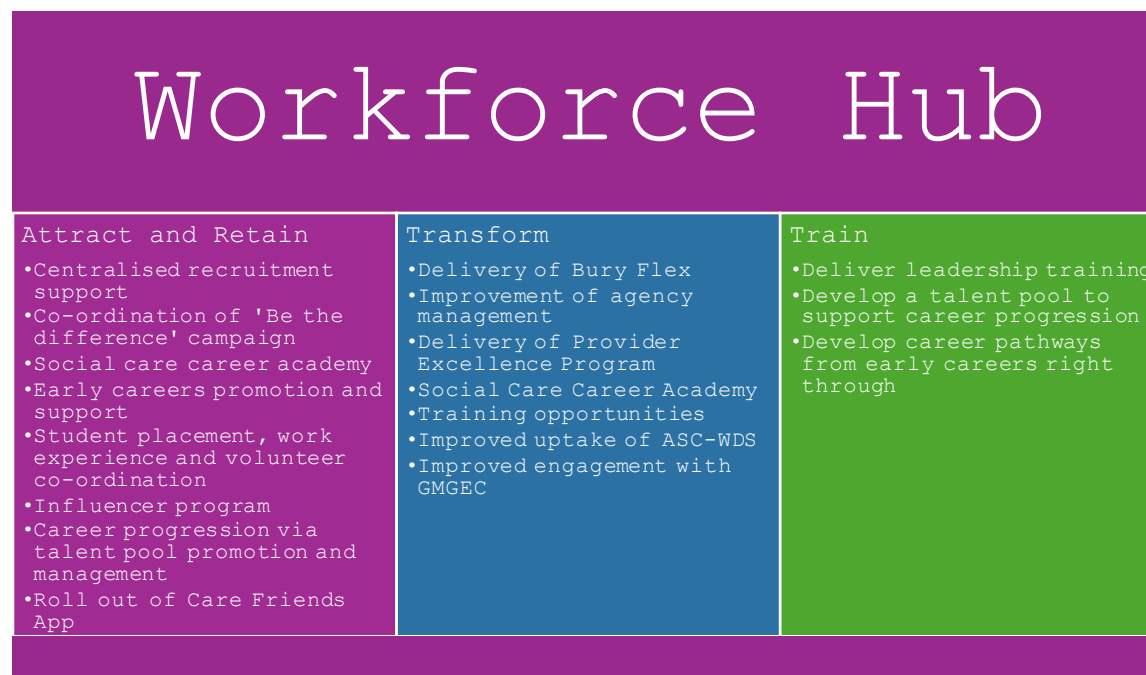 Workforce Hub
Attract and Retain
•Centralised recruitment
support
•Co-ordination of 'Be the
difference' campaign
•Social care career academy
•Early careers promotion and
support
•Student placement, work
experience and volunteer
co-ordination
•Influencer program
•Career progression via
talent pool promotion and
management
•Roll out of Care Friends
App
Transform
•Delivery of Bury Flex
•Improvement of agency
management
•Delivery of Provider
Excellence Program
•Social Care Career Academy
•Training opportunities
•Improved uptake of ASC-WDS
•Improved engagement with
GMGEC
Train
•Deliver leadership training
•Develop a talent pool to
support career progression
•Develop career pathways
from early careers right
through